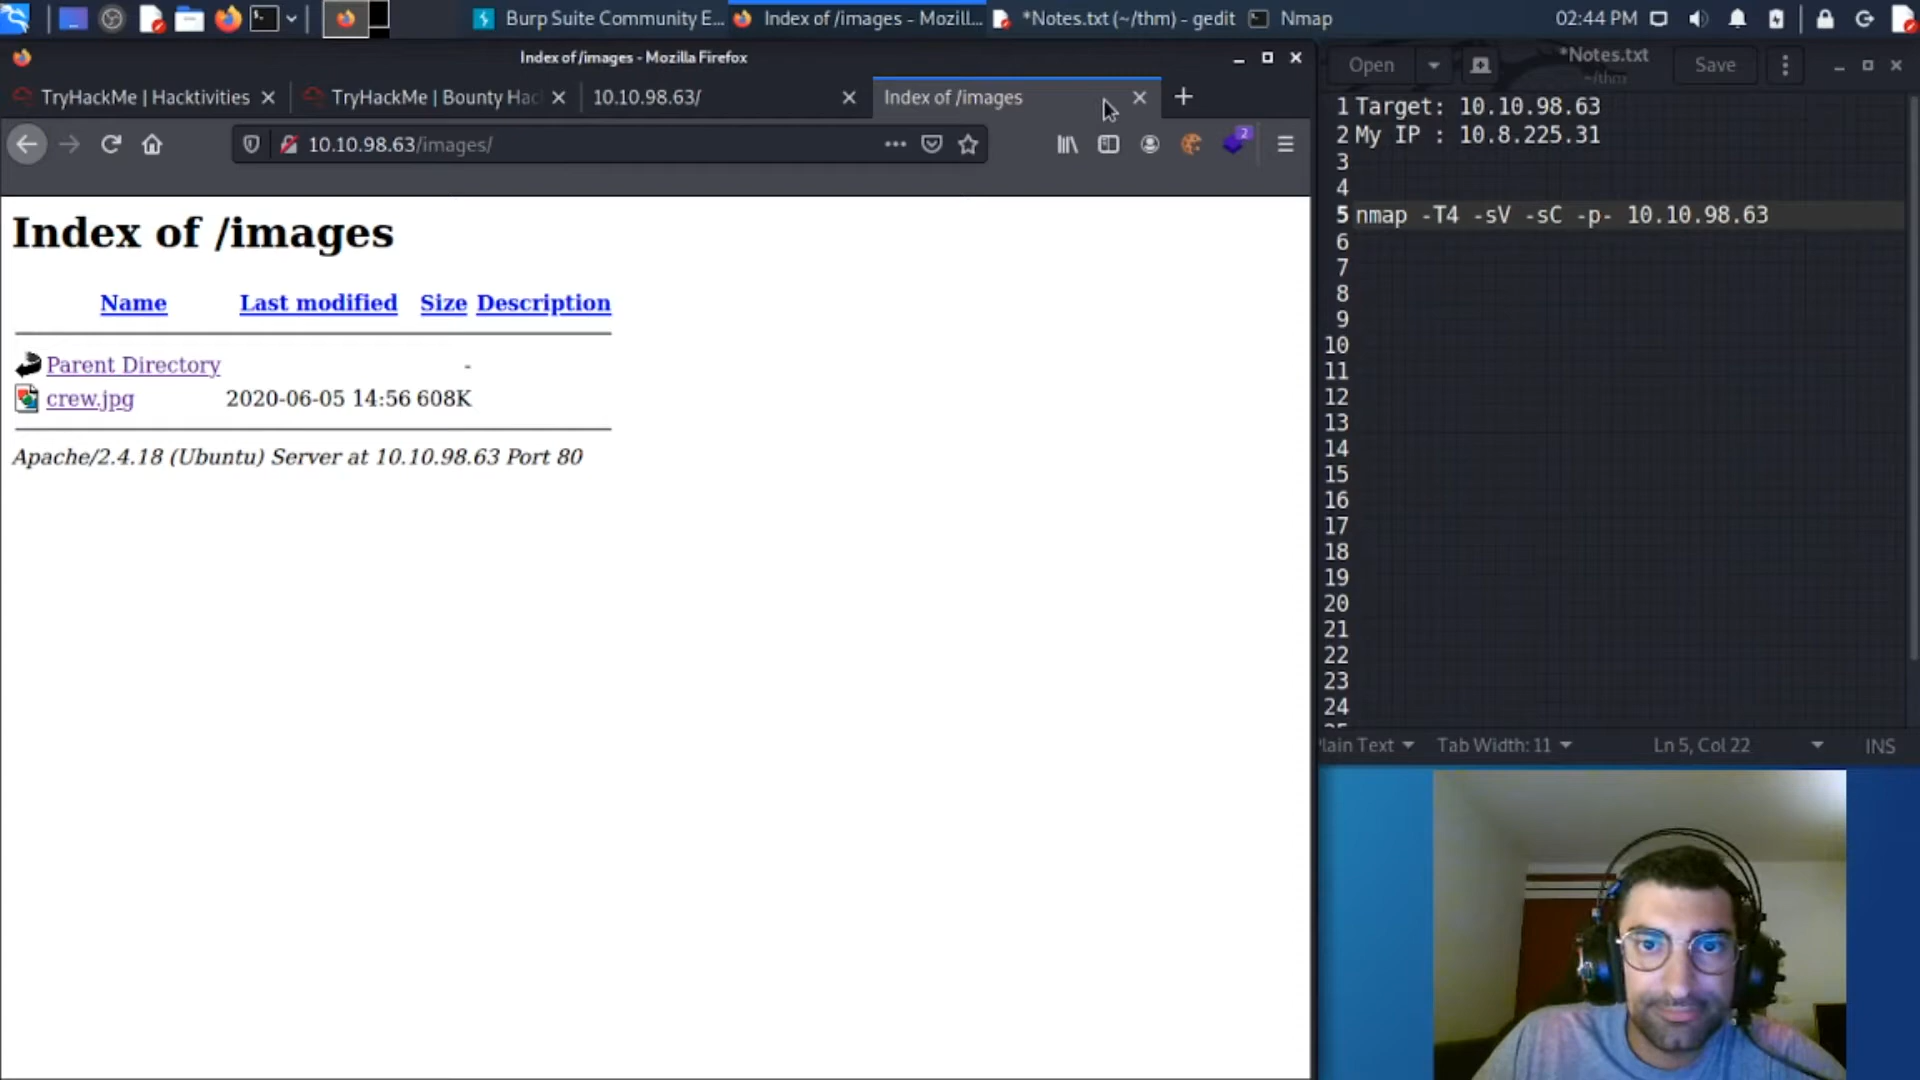 Burp Suite Community E...
Index of /images - Mozill...
*Notes.txt (~/thm) - gedit
Nmap
02:44 PM
Index of /images - Mozilla Firefox
TryHackMe | Hacktivities
TryHackMe | Bounty Hac
10.10.98.63/
Index of /images
10.10.98.63/images/
2
Index of /images
Name Last modified Size Description
Parent Directory -
crew.jpg 2020-06-05 14:56 608K
Apache/2.4.18 (Ubuntu) Server at 10.10.98.63 Port 80
Open
*Notes.txt
~/thm
Save
1 Target: 10.10.98.63
2 My IP : 10.8.225.31
3
4
5 nmap -T4 -sV -sC -p- 10.10.98.63
6
7
8
9
10
11
12
13
14
15
16
17
18
19
20
21
22
23
24
Plain Text Tab Width: 11 Ln 5, Col 22 INS